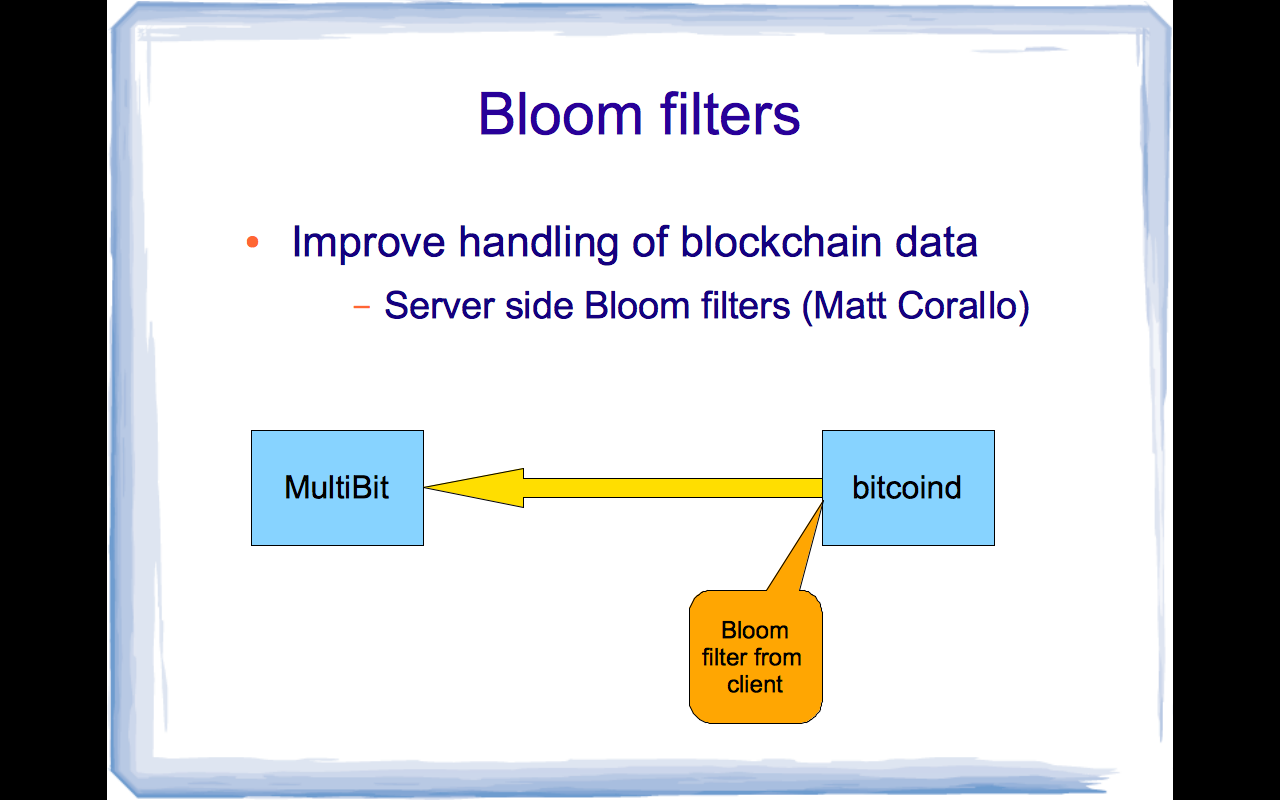 Bloom filters
• Improve handling of blockchain data
– Server side Bloom filters (Matt Corallo)
MultiBit
bitcoind
Bloom
filter from
client